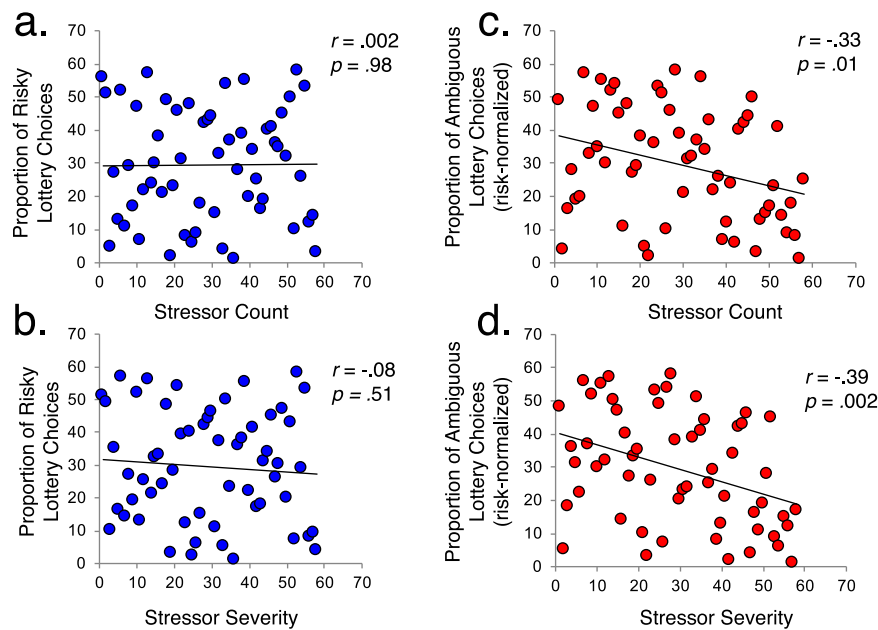 a.
r = .002
p = .98
Proportion of Risky
Lottery Choices
70
60
50
40
30
20
10
0
0 10 20 30 40 50 60 70
Stressor Count
c.
r = -.33
p = .01
Proportion of Ambiguous
Lottery Choices
(risk-normalized)
70
60
50
40
30
20
10
0
0 10 20 30 40 50 60 70
Stressor Count
b.
r = -.08
p = .51
Proportion of Risky
Lottery Choices
70
60
50
40
30
20
10
0
0 10 20 30 40 50 60 70
Stressor Severity
d.
r = -.39
p = .002
Proportion of Ambiguous
Lottery Choices
(risk-normalized)
70
60
50
40
30
20
10
0
0 10 20 30 40 50 60 70
Stressor Severity